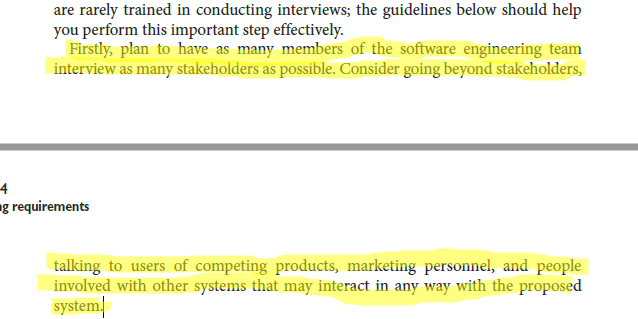 are rarely trained in conducting interviews; the guidelines below should help
you perform this important step effectively.
Firstly, plan to have as many members of the software engineering team
interview as many stakeholders as possible. Consider going beyond stakeholders,
4
ng requirements
talking to users of competing products, marketing personnel, and people
involved with other systems that may interact in any way with the proposed
system.